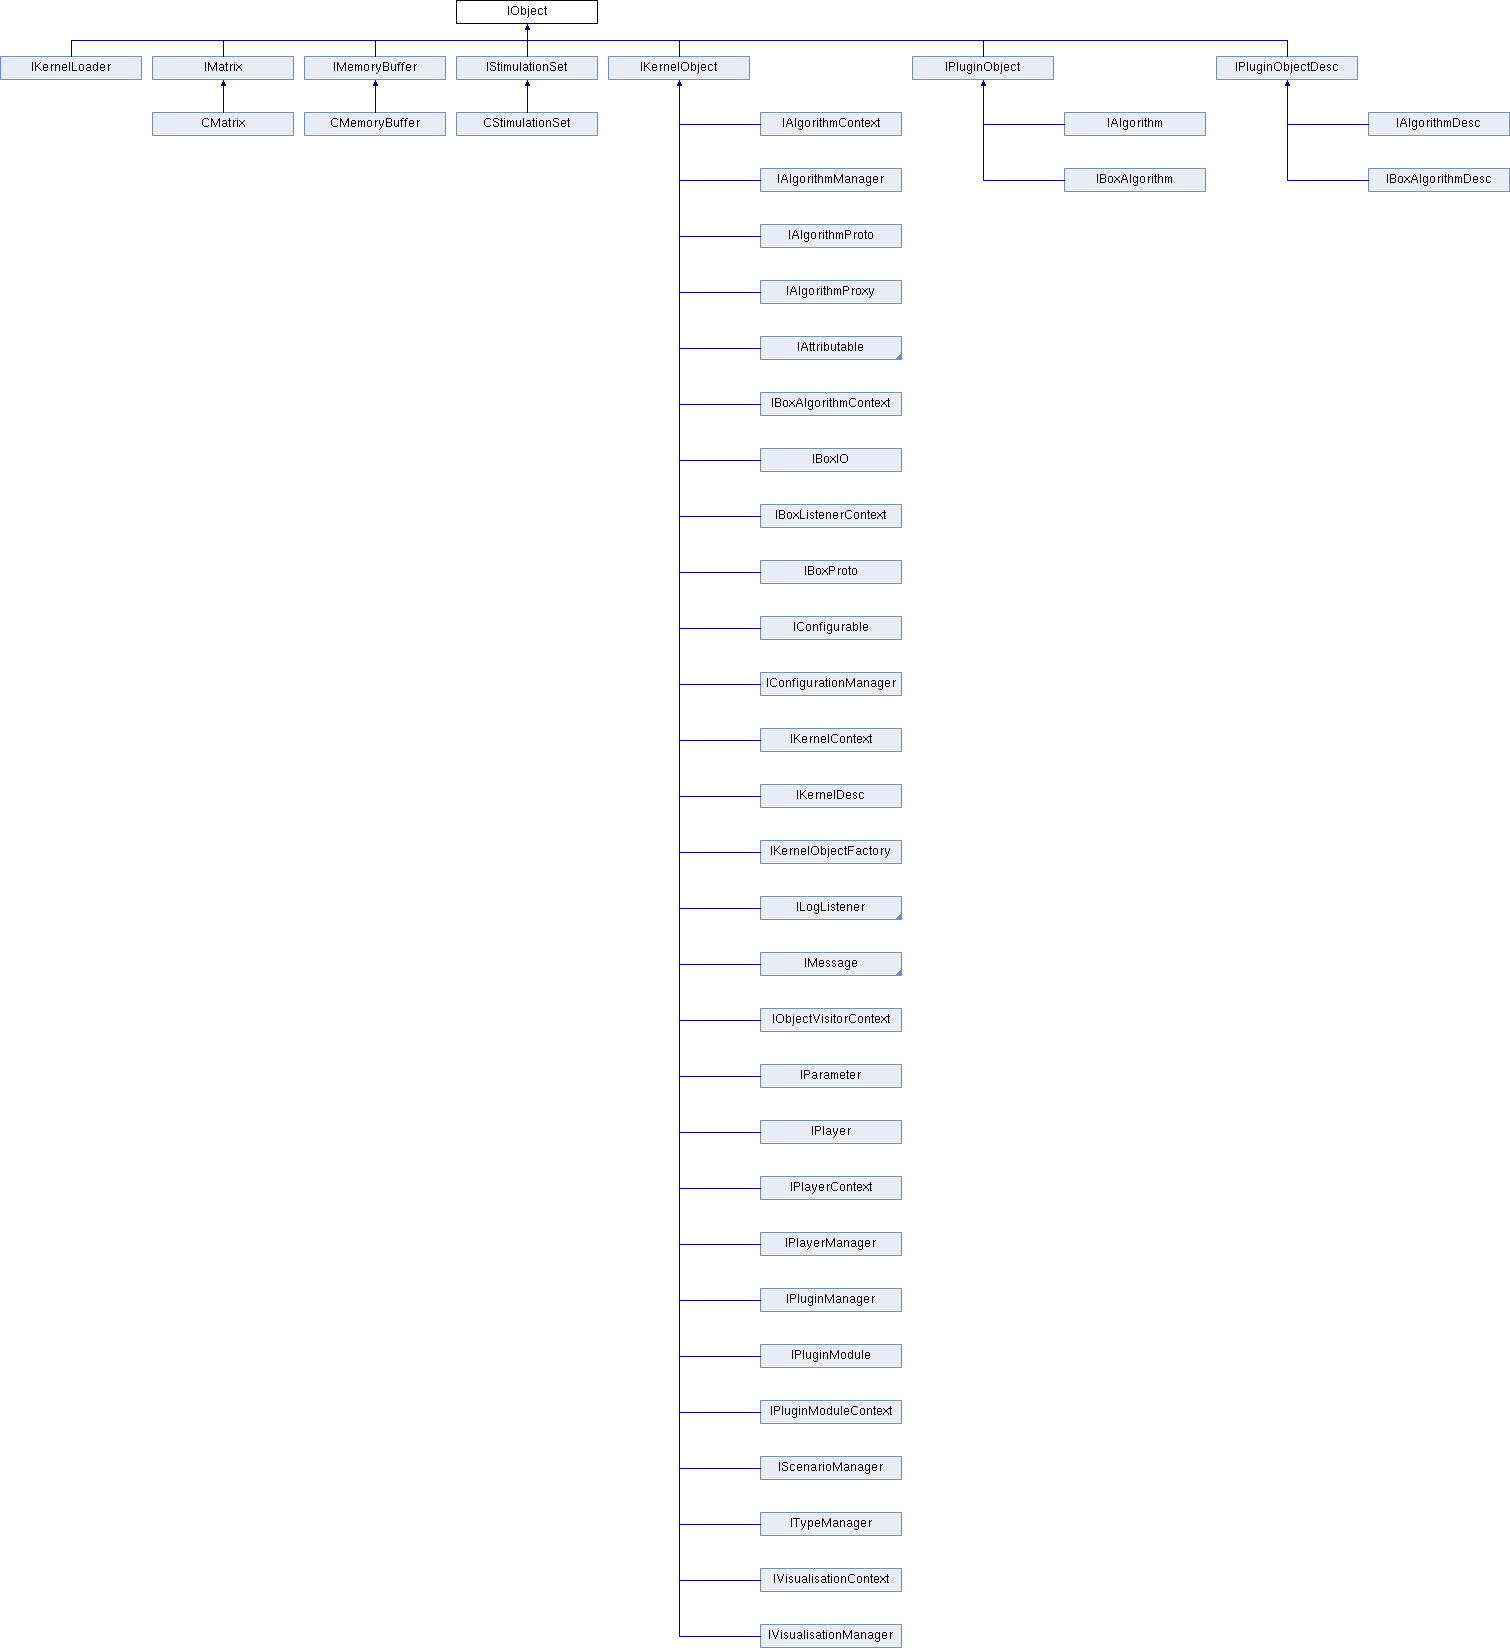 IObject
IKernelLoader
IMatrix
IMemoryBuffer
IStimulationSet
IKernelObject
IPluginObject
IPluginObjectDesc
CMatrix
CMemoryBuffer
CStimulationSet
IAlgorithmContext
IAlgorithm
IAlgorithmDesc
IAlgorithmManager
IBoxAlgorithm
IBoxAlgorithmDesc
IAlgorithmProto
IAlgorithmProxy
IAttributable
IBoxAlgorithmContext
IBoxIO
IBoxListenerContext
IBoxProto
IConfigurable
IConfigurationManager
IKernelContext
IKernelDesc
IKernelObjectFactory
ILogListener
IMessage
IObjectVisitorContext
IParameter
IPlayer
IPlayerContext
IPlayerManager
IPluginManager
IPluginModule
IPluginModuleContext
IScenarioManager
ITypeManager
IVisualisationContext
IVisualisationManager